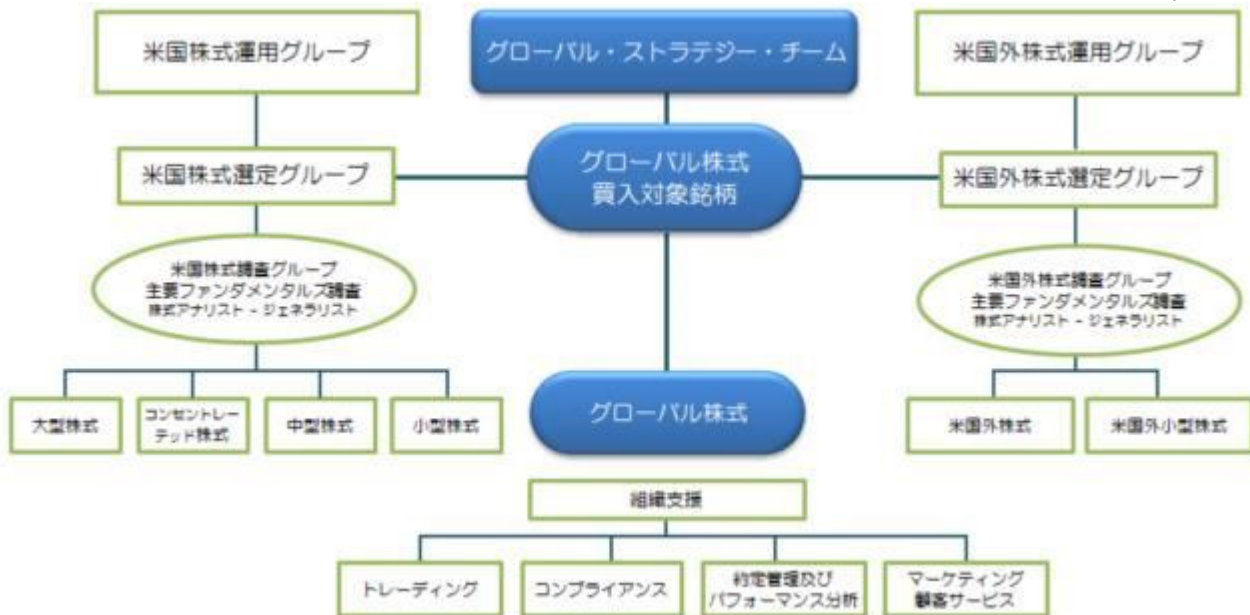 米国株式運用グループ
グローバル・ストラテジー・チーム
米国外株式運用グループ
米国株式選定グループ
グローバル株式
買入対象銘柄
米国外株式選定グループ
米国株式調査グループ
主要ファンダメンタルズ調査
株式アナリスト - ジェネラリスト
米国外株式調査グループ
主要ファンダメンタルズ調査
株式アナリスト - ジェネラリスト
大型株式
コンセントレー
テッド株式
中型株式
小型株式
グローバル株式
米国外株式
米国外小型株式
組織支援
トレーディング
コンプライアンス
約定管理及び
パフォーマンス分析
マーケティング
顧客サービス